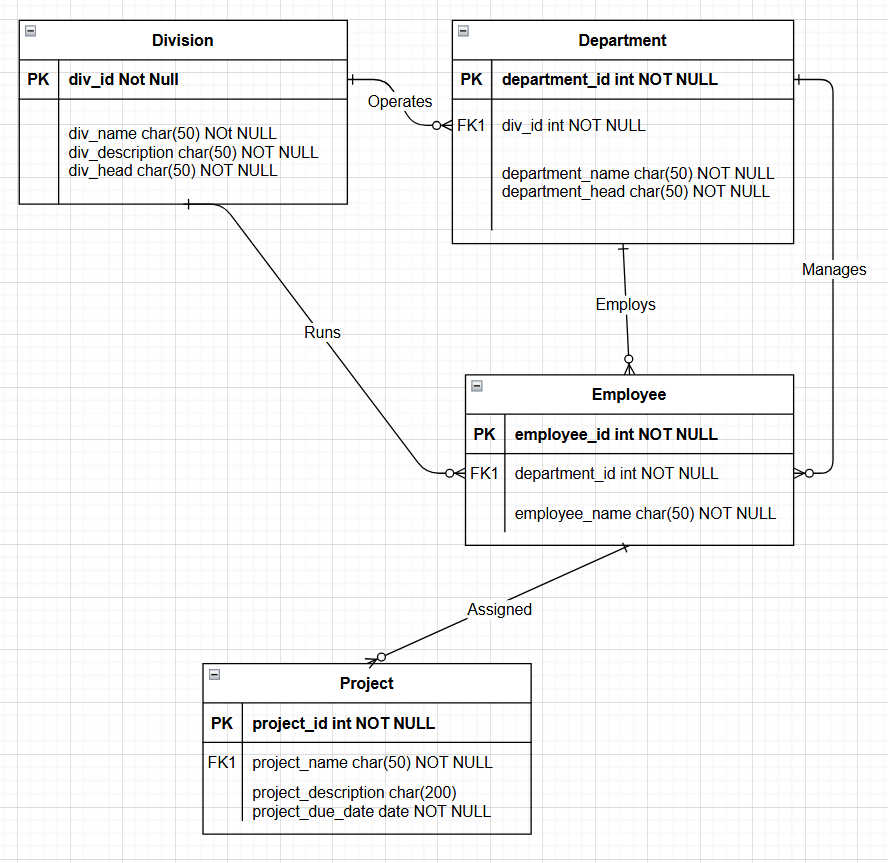 Division
PK div_id Not Null
div_name char(50) NOt NULL
div_description char(50) NOT NULL
div_head char(50) NOT NULL
Operates
Department
PK department_id int NOT NULL
FK1 div_id int NOT NULL
department_name char(50) NOT NULL
department_head char(50) NOT NULL
Manages
Employs
Runs
Employee
PK employee_id int NOT NULL
FK1 department_id int NOT NULL
employee_name char(50) NOT NULL
Assigned
Project
PK project_id int NOT NULL
FK1 project_name char(50) NOT NULL
project_description char(200)
project_due_date date NOT NULL